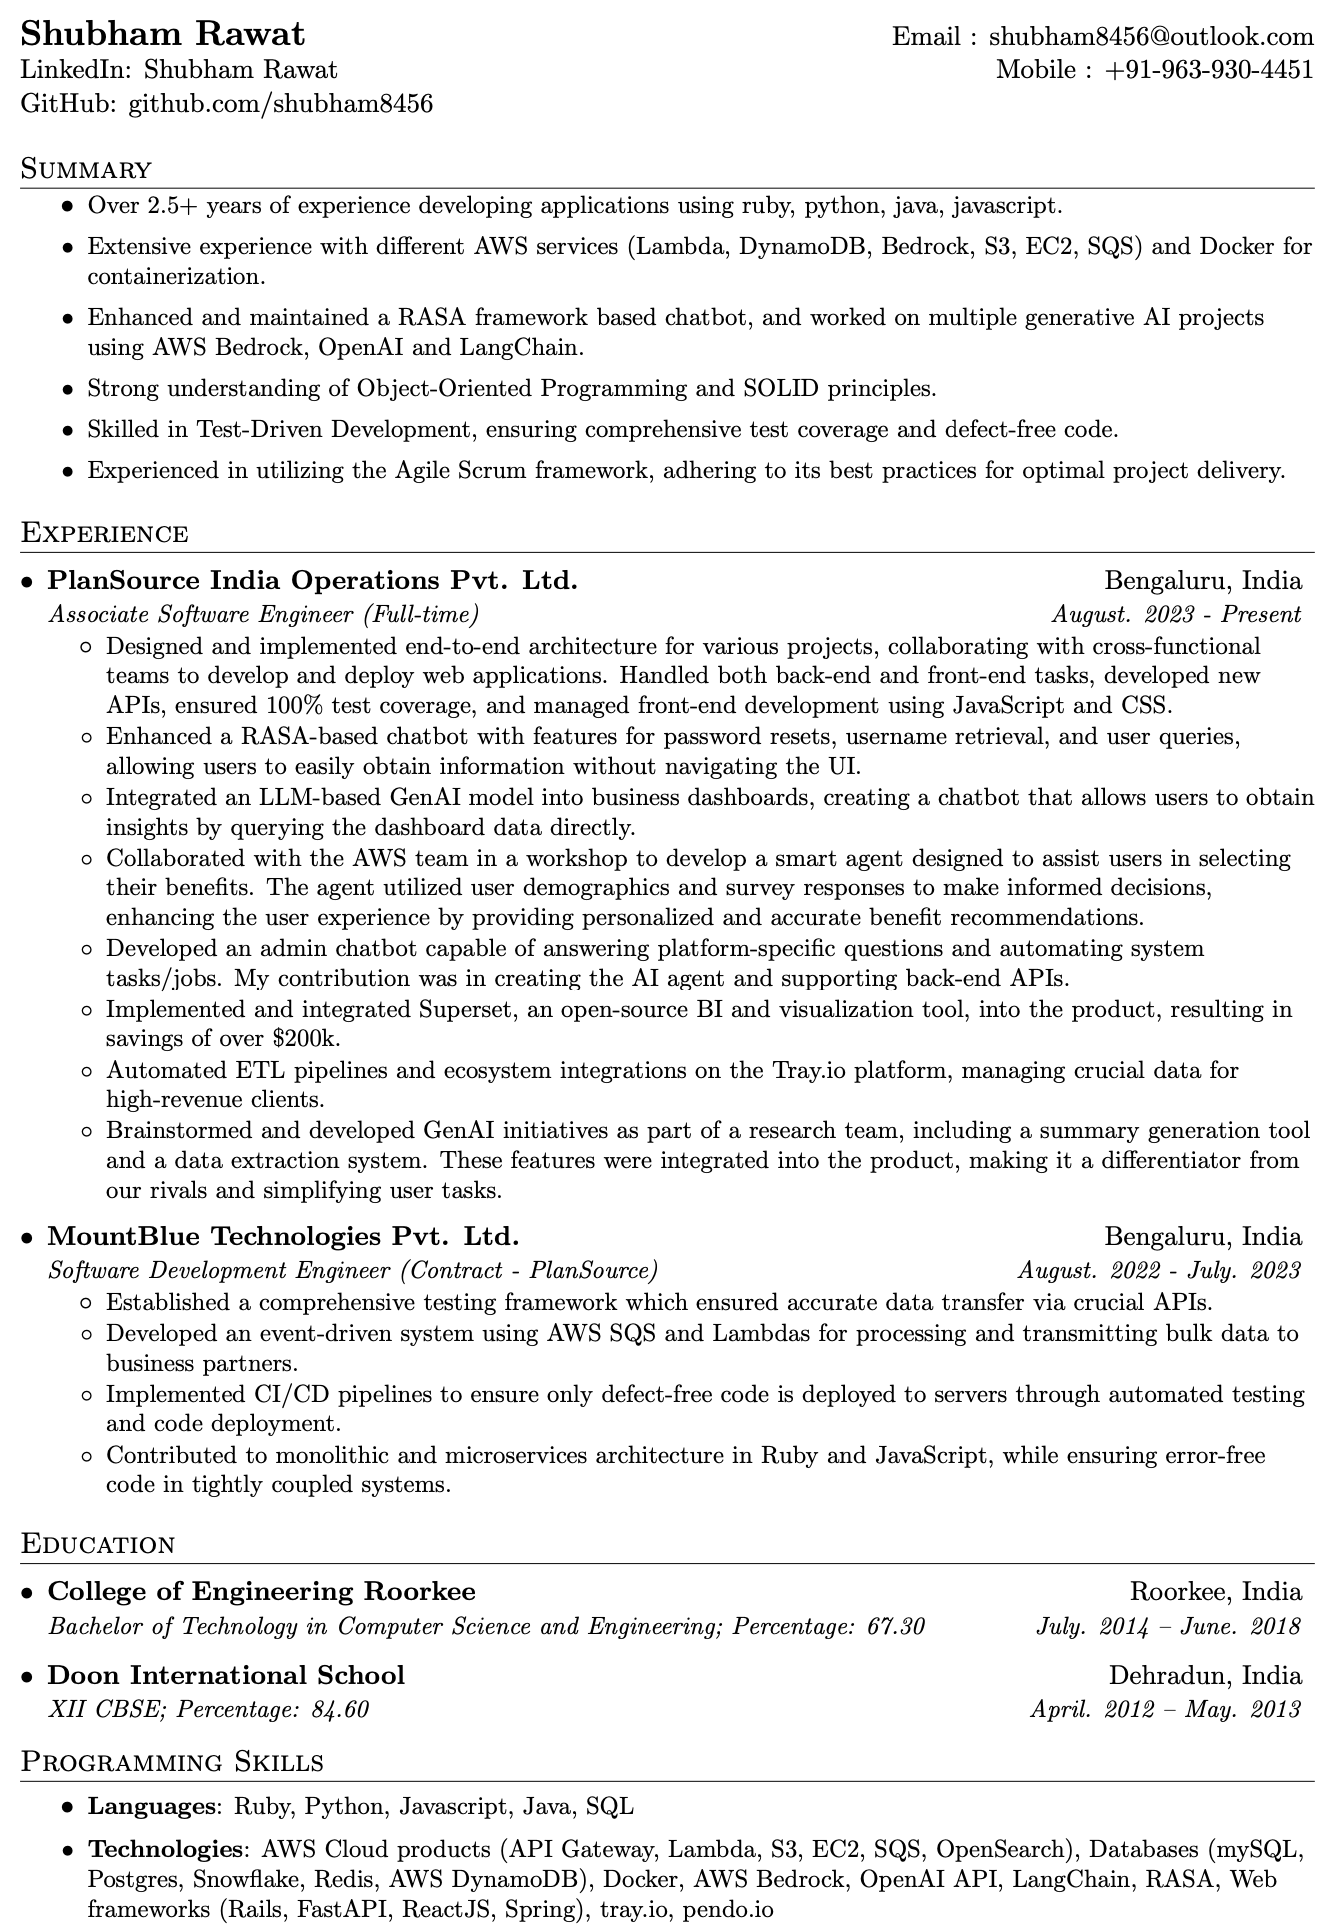 Shubham Rawat
Email : shubham8456@outlook.com
LinkedIn: Shubham Rawat
Mobile : +91-963-930-4451
GitHub: github.com/shubham8456
Summary
• Over 2.5+ years of experience developing applications using ruby, python, java, javascript.
• Extensive experience with different AWS services (Lambda, DynamoDB, Bedrock, S3, EC2, SQS) and Docker for
containerization.
• Enhanced and maintained a RASA framework based chatbot, and worked on multiple generative AI projects
using AWS Bedrock, OpenAI and LangChain.
• Strong understanding of Object-Oriented Programming and SOLID principles.
• Skilled in Test-Driven Development, ensuring comprehensive test coverage and defect-free code.
• Experienced in utilizing the Agile Scrum framework, adhering to its best practices for optimal project delivery.
Experience
• PlanSource India Operations Pvt. Ltd. Bengaluru, India
Associate Software Engineer (Full-time) August. 2023 - Present
◦ Designed and implemented end-to-end architecture for various projects, collaborating with cross-functional
teams to develop and deploy web applications. Handled both back-end and front-end tasks, developed new
APIs, ensured 100% test coverage, and managed front-end development using JavaScript and CSS.
◦ Enhanced a RASA-based chatbot with features for password resets, username retrieval, and user queries,
allowing users to easily obtain information without navigating the UI.
◦ Integrated an LLM-based GenAI model into business dashboards, creating a chatbot that allows users to obtain
insights by querying the dashboard data directly.
◦ Collaborated with the AWS team in a workshop to develop a smart agent designed to assist users in selecting
their benefits. The agent utilized user demographics and survey responses to make informed decisions,
enhancing the user experience by providing personalized and accurate benefit recommendations.
◦ Developed an admin chatbot capable of answering platform-specific questions and automating system
tasks/jobs. My contribution was in creating the AI agent and supporting back-end APIs.
◦ Implemented and integrated Superset, an open-source BI and visualization tool, into the product, resulting in
savings of over $200k.
◦ Automated ETL pipelines and ecosystem integrations on the Tray.io platform, managing crucial data for
high-revenue clients.
◦ Brainstormed and developed GenAI initiatives as part of a research team, including a summary generation tool
and a data extraction system. These features were integrated into the product, making it a differentiator from
our rivals and simplifying user tasks.
• MountBlue Technologies Pvt. Ltd. Bengaluru, India
Software Development Engineer (Contract - PlanSource) August. 2022 - July. 2023
◦ Established a comprehensive testing framework which ensured accurate data transfer via crucial APIs.
◦ Developed an event-driven system using AWS SQS and Lambdas for processing and transmitting bulk data to
business partners.
◦ Implemented CI/CD pipelines to ensure only defect-free code is deployed to servers through automated testing
and code deployment.
◦ Contributed to monolithic and microservices architecture in Ruby and JavaScript, while ensuring error-free
code in tightly coupled systems.
Education
• College of Engineering Roorkee Roorkee, India
Bachelor of Technology in Computer Science and Engineering; Percentage: 67.30 July. 2014 – June. 2018
• Doon International School Dehradun, India
XII CBSE; Percentage: 84.60 April. 2012 – May. 2013
Programming Skills
• Languages: Ruby, Python, Javascript, Java, SQL
• Technologies: AWS Cloud products (API Gateway, Lambda, S3, EC2, SQS, OpenSearch), Databases (mySQL,
Postgres, Snowflake, Redis, AWS DynamoDB), Docker, AWS Bedrock, OpenAI API, LangChain, RASA, Web
frameworks (Rails, FastAPI, ReactJS, Spring), tray.io, pendo.io